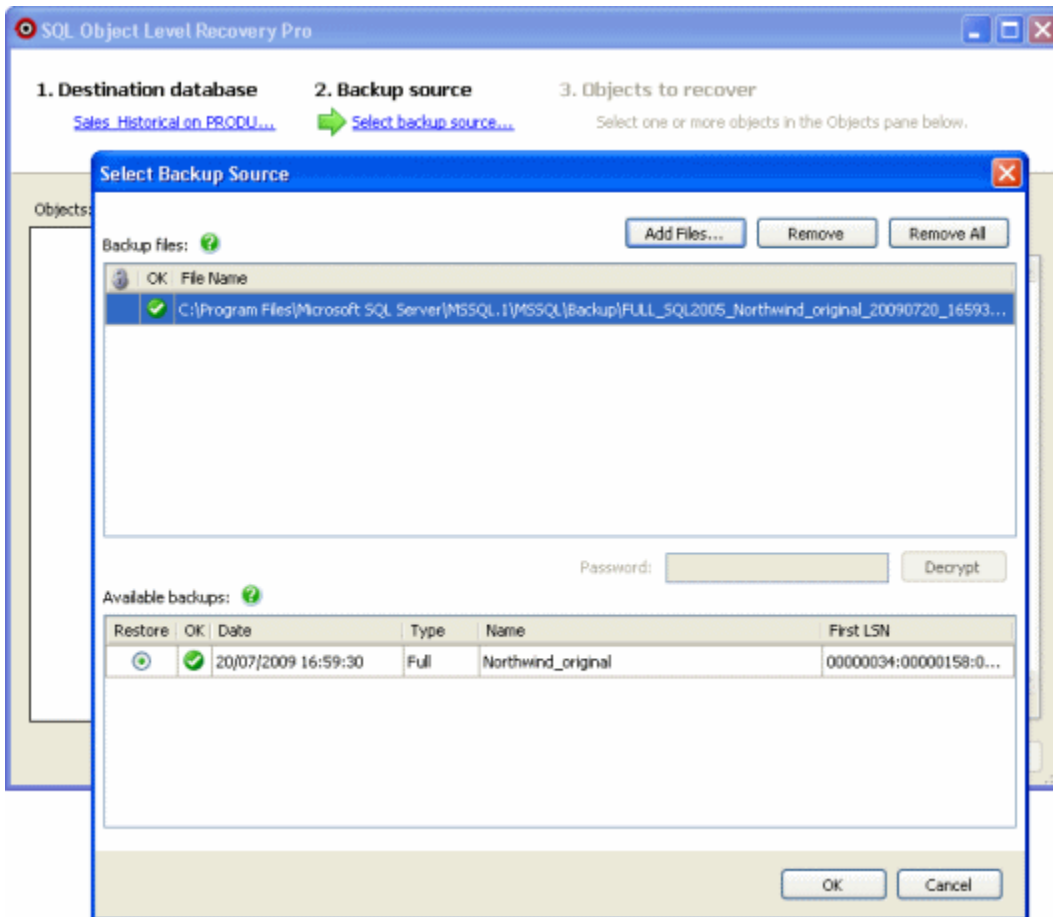 SQL Object Level Recovery Pro
1. Destination database 2. Backup source 3. Objects to recover
Sales_Historical on PRODU... Select backup source... Select one or more objects in the Objects pane below.
Select Backup Source
Objects:
Backup files: Add Files... Remove Remove All
OK File Name
C:\Program Files\Microsoft SQL Server\MSSQL.1\MSSQL\Backup\FULL_SQL2005_Northwind_original_20090720_16593...
Password: Decrypt
Available backups:
Restore OK Date Type Name First LSN
20/07/2009 16:59:30 Full Northwind_original 00000034:00000158:0...
OK Cancel